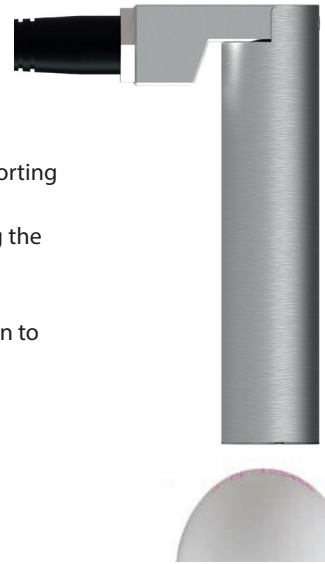 orting
g the
n to